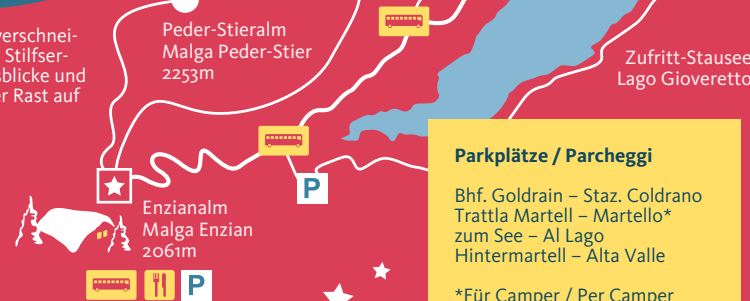 verschnei-
Stilfser-
sblicke und
er Rast auf
Peder-Stieralm
Malga Peder-Stier
2253m
Zufritt-Stausee
Lago Gioveretto
P
Enzianalm
Malga Enzian
2061m
P
Parkplätze / Parcheggi
Bhf. Goldrain – Staz. Coldrano
Trattla Martell – Martello*
zum See – Al Lago
Hintermartell – Alta Valle
*Für Camper / Per Camper